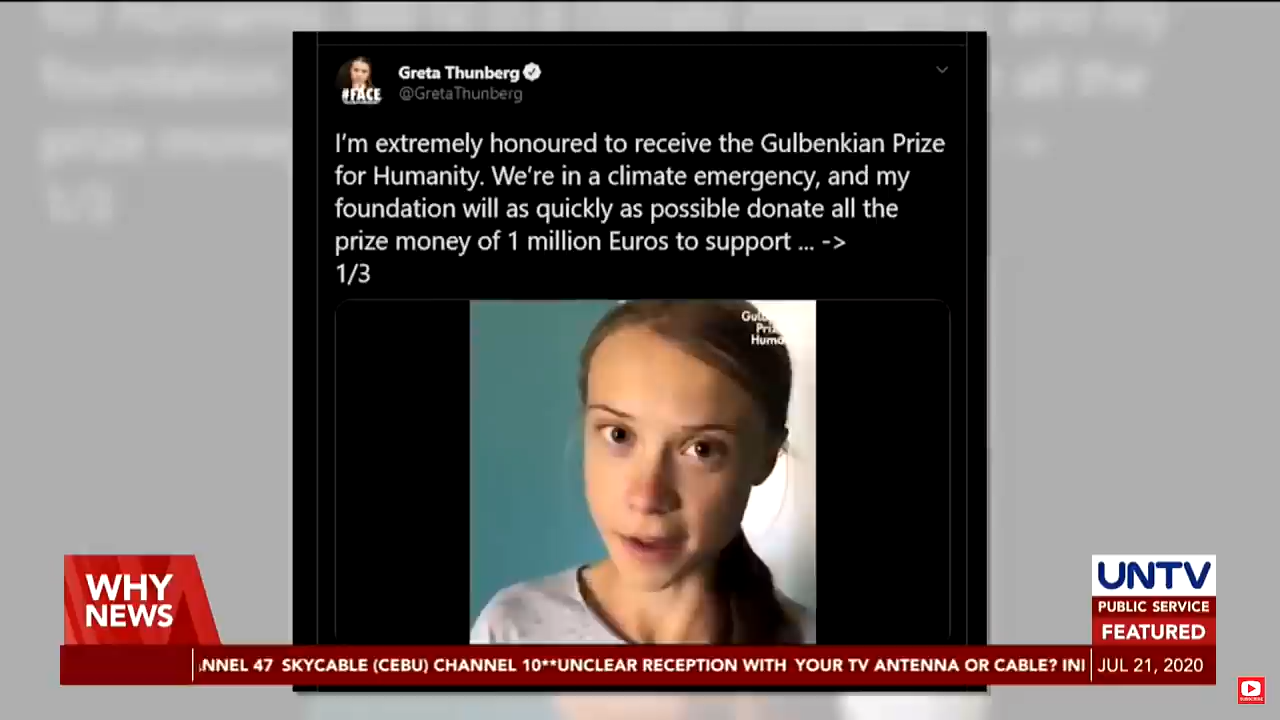 #FACE
Greta Thunberg
@GretaThunberg
I'm extremely honoured to receive the Gulbenkian Prize
for Humanity. We're in a climate emergency, and my
foundation will as quickly as possible donate all the
prize money of 1 million Euros to support ... ->
1/3
WHY
NEWS
UNTV
PUBLIC SERVICE
FEATURED
NNEL 47 SKYCABLE (CEBU) CHANNEL 10**UNCLEAR RECEPTION WITH YOUR TV ANTENNA OR CABLE? INI
JUL 21, 2020
SUBSCRIBE